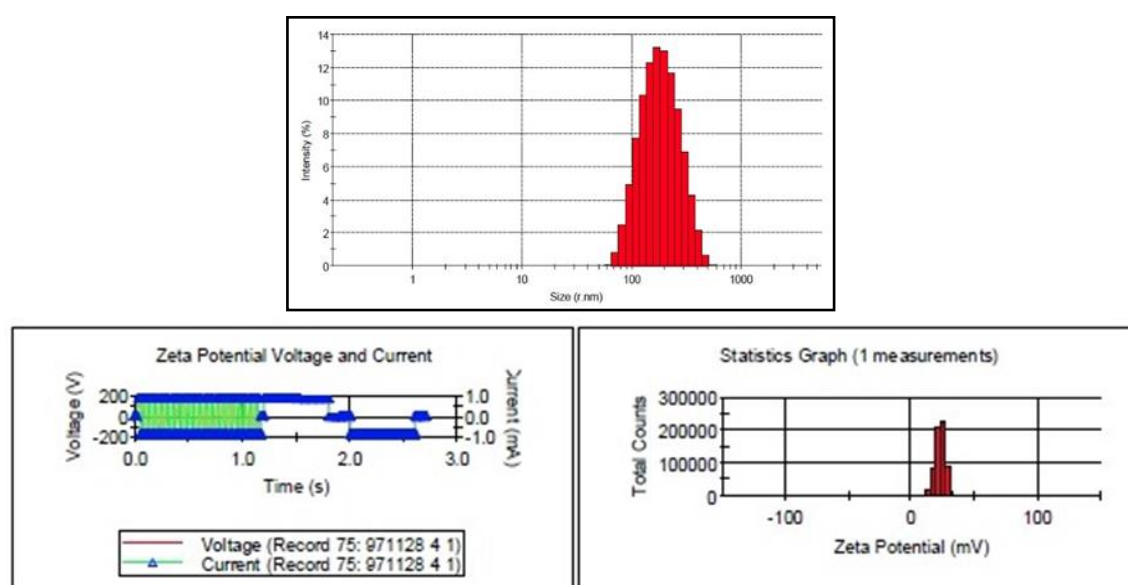 14
12
10
8
6
4
2
0
Intensity (%)
1 10 100 1000
Size (r.nm)
Zeta Potential Voltage and Current
Voltage (V)
200
0
-200
1.0
0.0
-1.0
Current (mA)
0.0 1.0 2.0 3.0
Time (s)
Voltage (Record 75: 971128 4 1)
Current (Record 75: 971128 4 1)
Statistics Graph (1 measurements)
Total Counts
300000
200000
100000
0
-100 0 100
Zeta Potential (mV)